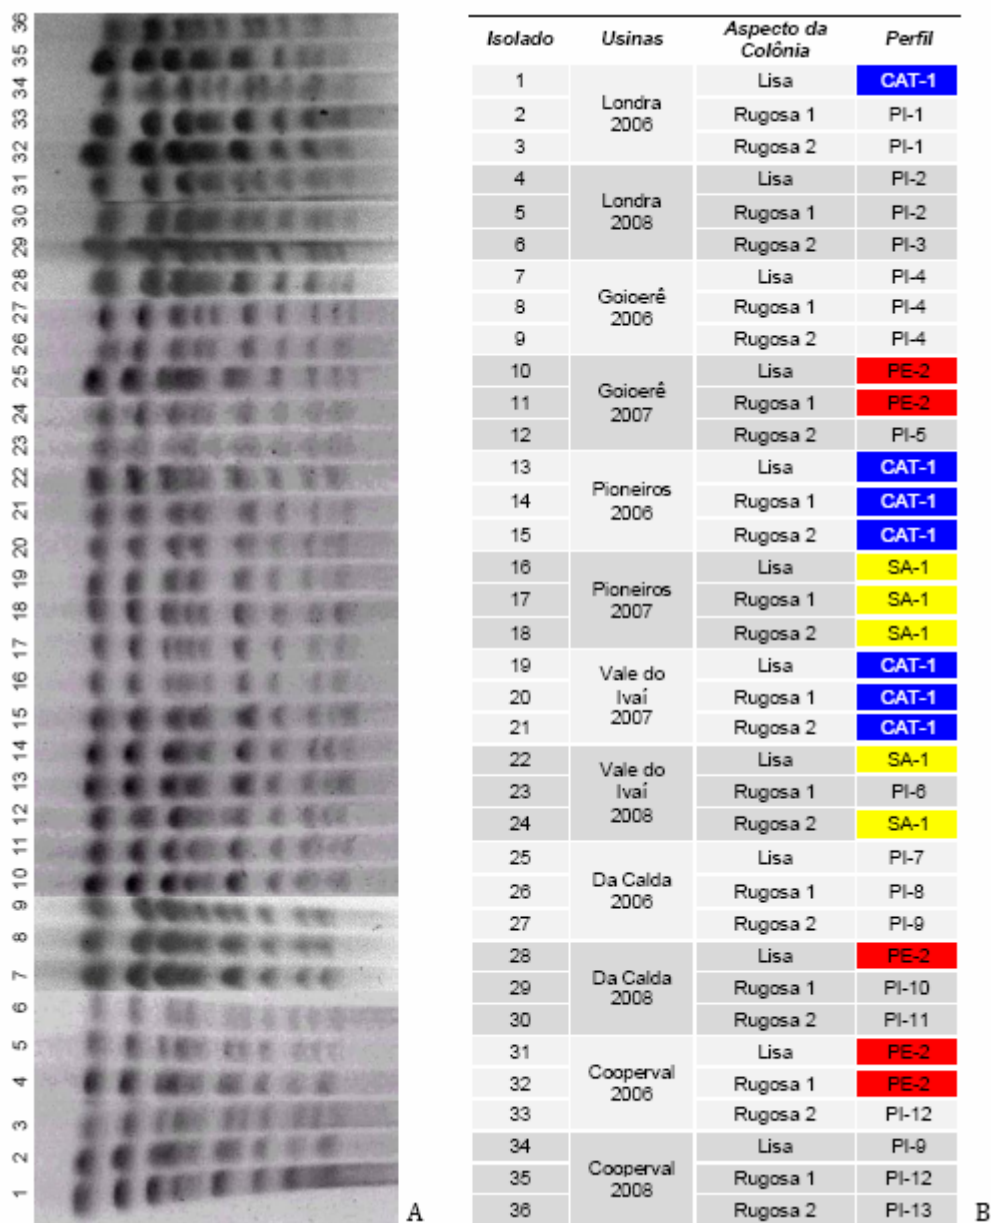 36
35
34
33
32
31
30
29
28
27
26
25
24
23
22
21
20
19
18
17
16
15
14
13
12
11
10
9
8
7
6
5
4
3
2
1
A
Isolado Usinas Aspecto da Colônia Perfil
1 Londra 2006 Lisa CAT-1
2 Rugosa 1 PI-1
3 Rugosa 2 PI-1
4 Londra 2008 Lisa PI-2
5 Rugosa 1 PI-2
6 Rugosa 2 PI-3
7 Goioerê 2006 Lisa PI-4
8 Rugosa 1 PI-4
9 Rugosa 2 PI-4
10 Goioerê 2007 Lisa PE-2
11 Rugosa 1 PE-2
12 Rugosa 2 PI-5
13 Pioneiros 2006 Lisa CAT-1
14 Rugosa 1 CAT-1
15 Rugosa 2 CAT-1
16 Pioneiros 2007 Lisa SA-1
17 Rugosa 1 SA-1
18 Rugosa 2 SA-1
19 Vale do Ivaí 2007 Lisa CAT-1
20 Rugosa 1 CAT-1
21 Rugosa 2 CAT-1
22 Vale do Ivaí 2008 Lisa SA-1
23 Rugosa 1 PI-6
24 Rugosa 2 SA-1
25 Da Calda 2006 Lisa PI-7
26 Rugosa 1 PI-8
27 Rugosa 2 PI-9
28 Da Calda 2008 Lisa PE-2
29 Rugosa 1 PI-10
30 Rugosa 2 PI-11
31 Cooperval 2006 Lisa PE-2
32 Rugosa 1 PE-2
33 Rugosa 2 PI-12
34 Cooperval 2008 Lisa PI-9
35 Rugosa 1 PI-12
36 Rugosa 2 PI-13
B